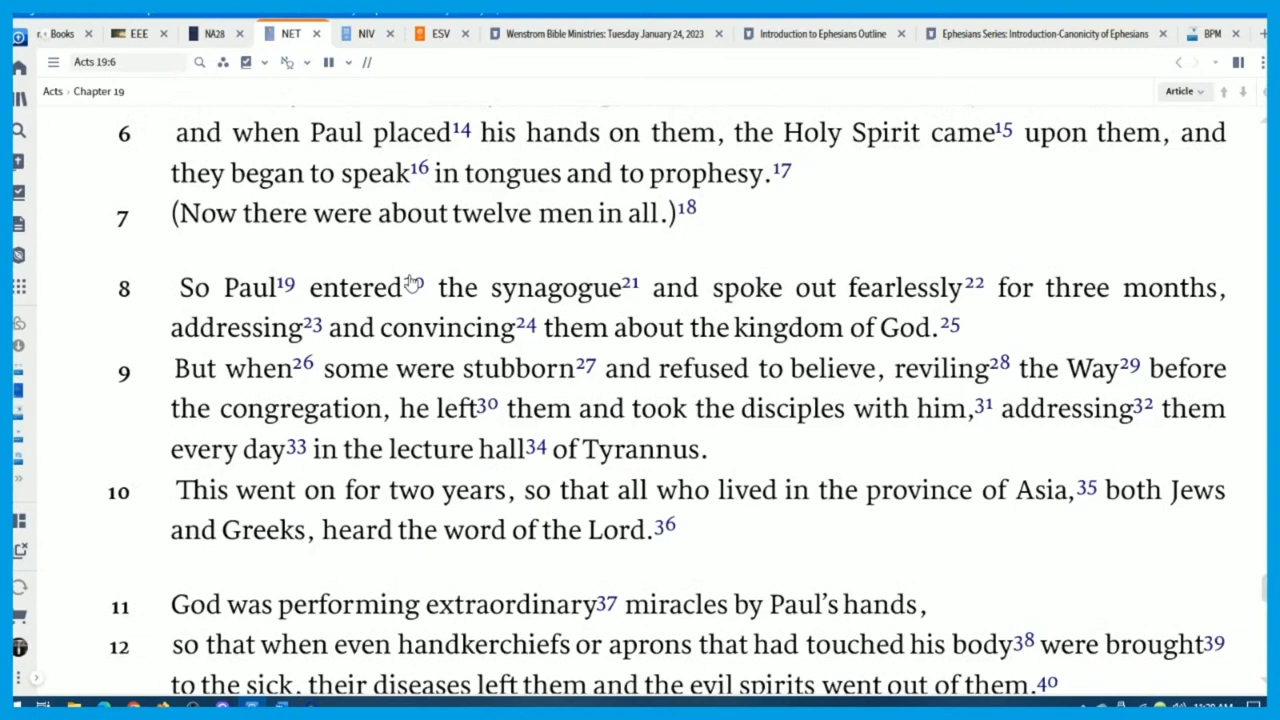 Books
EEE
NA28
NET
NIV
ESV
Wenstrom Bible Ministries: Tuesday January 24, 2023
Introduction to Ephesians Outline
Ephesians Series: Introduction-Canonicity of Ephesians
BPM
Acts 19:6
Acts › Chapter 19
Article
6 and when Paul placed14 his hands on them, the Holy Spirit came15 upon them, and
they began to speak16 in tongues and to prophesy.17
7 (Now there were about twelve men in all.)18
8 So Paul19 entered the synagogue21 and spoke out fearlessly22 for three months,
addressing23 and convincing24 them about the kingdom of God.25
9 But when26 some were stubborn27 and refused to believe, reviling28 the Way29 before
the congregation, he left30 them and took the disciples with him,31 addressing32 them
every day33 in the lecture hall34 of Tyrannus.
10 This went on for two years, so that all who lived in the province of Asia,35 both Jews
and Greeks, heard the word of the Lord.36
11 God was performing extraordinary37 miracles by Paul's hands,
12 so that when even handkerchiefs or aprons that had touched his body38 were brought39
to the sick, their diseases left them and the evil spirits went out of them.40